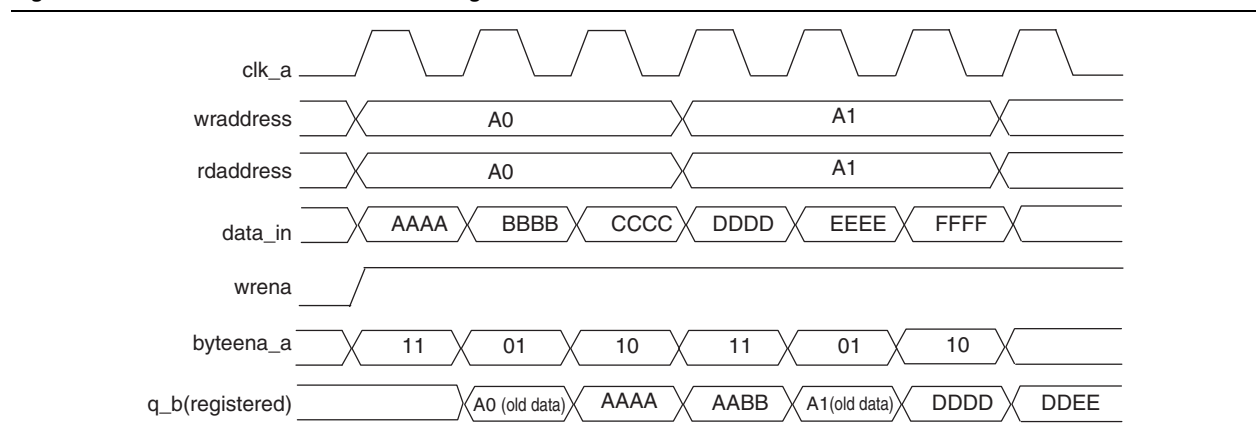 clk_a
wraddress A0 A1
rdaddress A0 A1
data_in AAAA BBBB CCCC DDDD EEEE FFFF
wrena
byteena_a 11 01 10 11 01 10
q_b(registered) A0 (old data) AAAA AABB A1(old data) DDDD DDEE